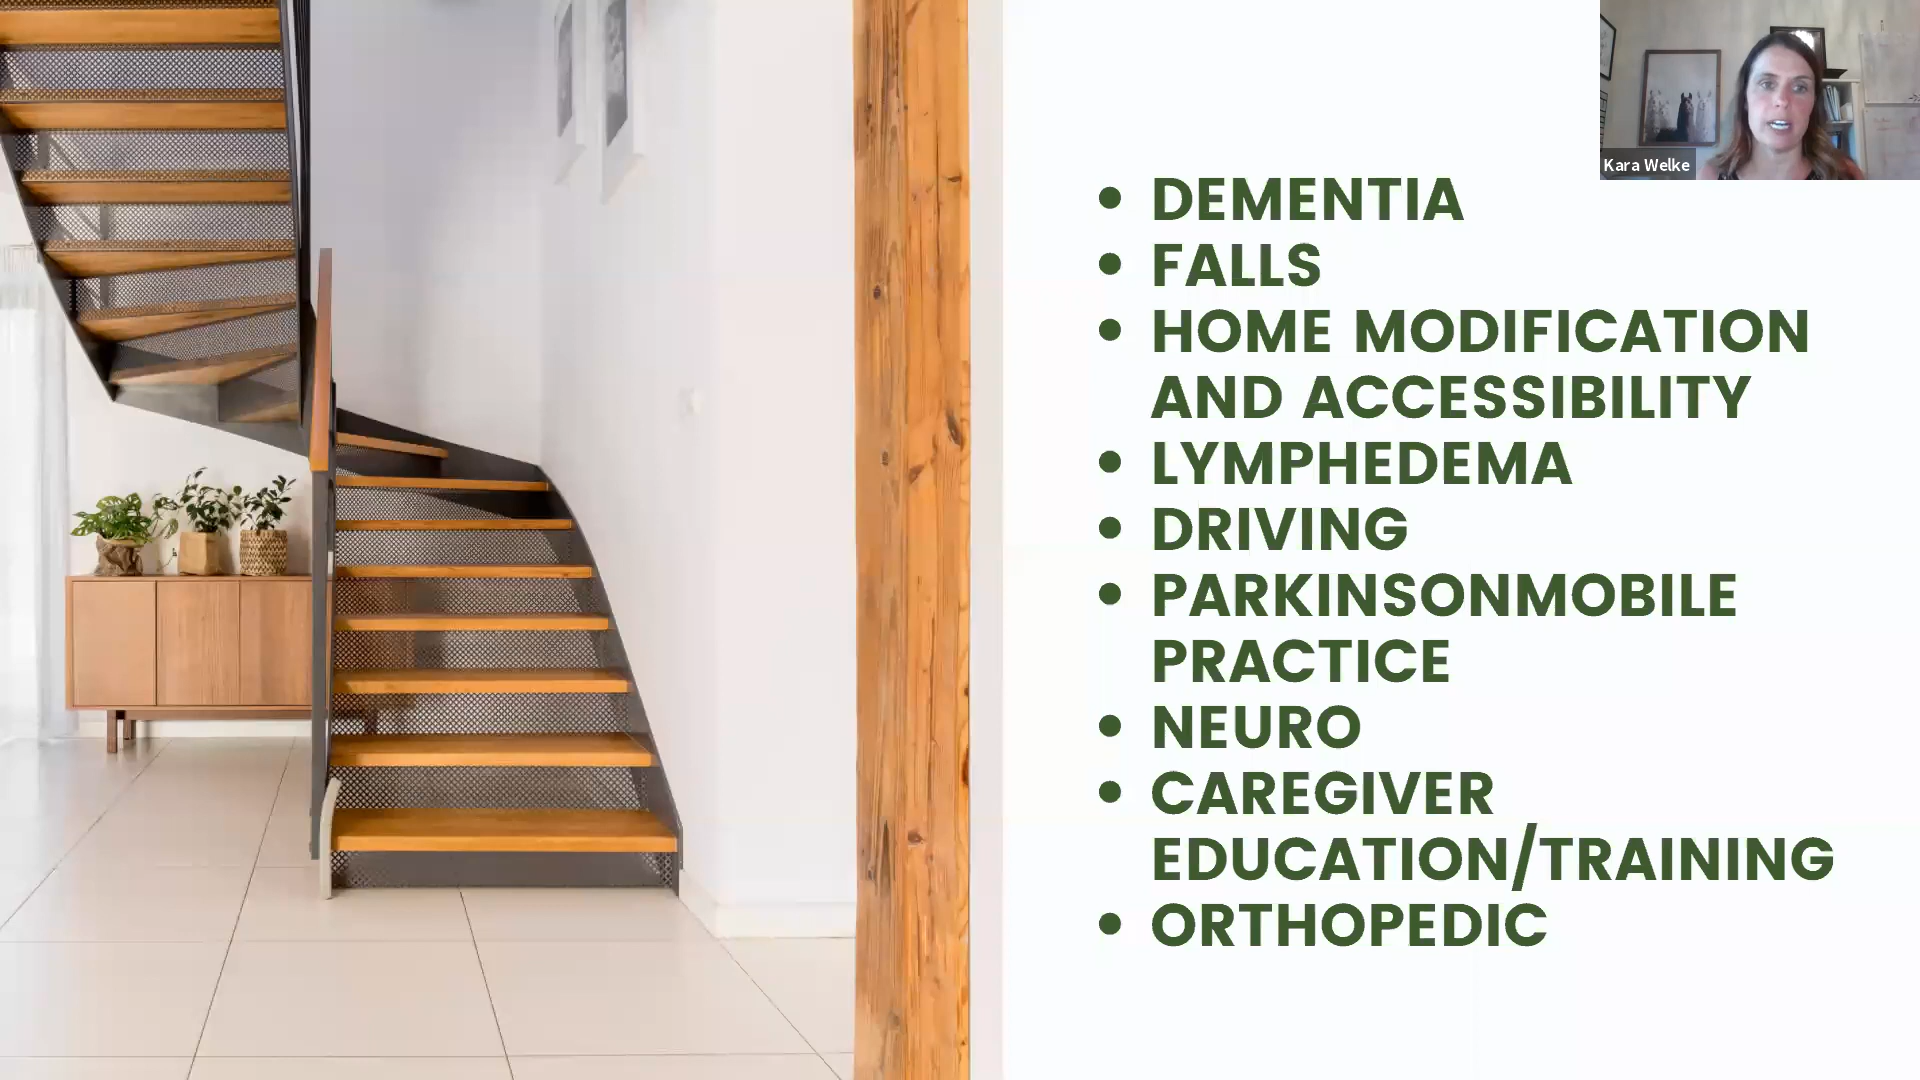 Kara Welke
• DEMENTIA
• FALLS
• HOME MODIFICATION
AND ACCESSIBILITY
• LYMPHEDEMA
• DRIVING
• PARKINSONMOBILE
PRACTICE
• NEURO
• CAREGIVER
EDUCATION/TRAINING
• ORTHOPEDIC